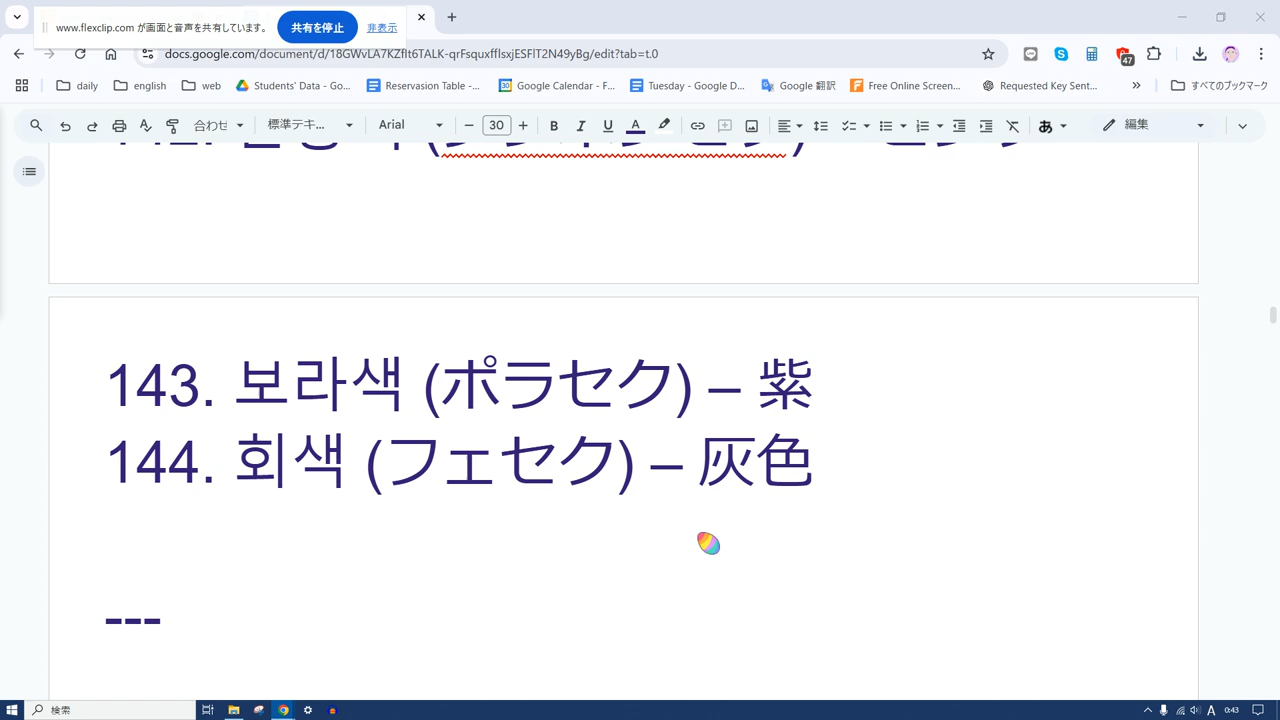 www.flexclip.com が画面と音声を共有しています。 共有を停止 非表示
docs.google.com/document/d/18GWvLA7KZflt6TALK-qrFsquxfflsxjESFlT2N49yBg/edit?tab=t.0
47
daily english web Students' Data - Go... Reservasion Table -... Google Calendar - F... Tuesday - Google D... Google 翻訳 Free Online Screen... Requested Key Sent... » すべてのブックマーク
合わせ 標準テキ... Arial 30 B I U A あ 編集
143. 보라색 (ポラセク) – 紫
144. 회색 (フェセク) – 灰色
---
検索 A 0:43